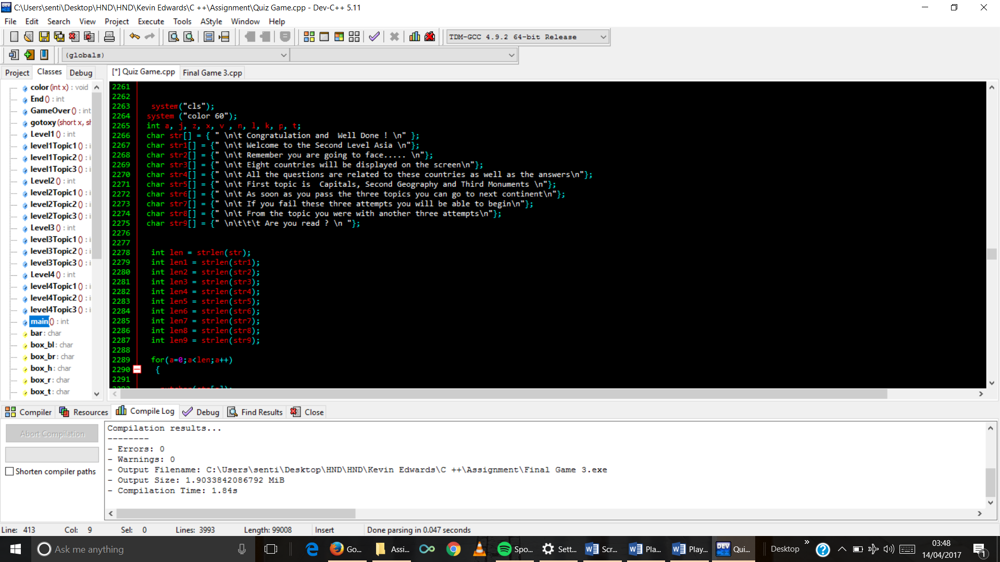 C:\Users\senti\Desktop\HND\HND\Kevin Edwards\C ++\Assignment\Quiz Game.cpp - Dev-C++ 5.11
File Edit Search View Project Execute Tools AStyle Window Help
TDM-GCC 4.9.2 64-bit Release
(globals)
Project Classes Debug
[*] Quiz Game.cpp Final Game 3.cpp
color (int x) : void
End () : int
GameOver () : int
gotoxy (short x, sh
Level1 () : int
level1Topic1 () : i
level1Topic2 () : i
level1Topic3 () : i
Level2 () : int
level2Topic1 () : i
level2Topic2 () : i
level2Topic3 () : i
Level3 () : int
level3Topic1 () : i
level3Topic2 () : i
level3Topic3 () : i
Level4 () : int
level4Topic1 () : i
level4Topic2 () : i
level4Topic3 () : i
main () : int
bar : char
box_bl : char
box_br : char
box_h : char
box_r : char
box_t : char
2261
2262
2263 system("cls");
2264 system ("color 60");
2265 int a, j, z, x, v , n, l, k, p, t;
2266 char str[] = { " \n\t Congratulation and  Well Done ! \n" };
2267 char str1[] = {" \n\t Welcome to the Second Level Asia \n"};
2268 char str2[] = {" \n\t Remember you are going to face..... \n"};
2269 char str3[] = {" \n\t Eight countries will be displayed on the screen\n"};
2270 char str4[] = {" \n\t All the questions are related to these countries as well as the answers\n"};
2271 char str5[] = {" \n\t First topic is  Capitals, Second Geography and Third Monuments \n"};
2272 char str6[] = {" \n\t As soon as you pass the three topics you can go to next continent\n"};
2273 char str7[] = {" \n\t If you fail these three attempts you will be able to begin\n"};
2274 char str8[] = {" \n\t From the topic you were with another three attempts\n"};
2275 char str9[] = {" \n\t\t\t Are you read ? \n "};
2276
2277
2278 int len = strlen(str);
2279 int len1 = strlen(str1);
2280 int len2 = strlen(str2);
2281 int len3 = strlen(str3);
2282 int len4 = strlen(str4);
2283 int len5 = strlen(str5);
2284 int len6 = strlen(str6);
2285 int len7 = strlen(str7);
2286 int len8 = strlen(str8);
2287 int len9 = strlen(str9);
2288
2289 for(a=0;a<len;a++)
2290 {
2291
Compiler Resources Compile Log Debug Find Results Close
Abort Compilation
Shorten compiler paths
Compilation results...
--------
- Errors: 0
- Warnings: 0
- Output Filename: C:\Users\senti\Desktop\HND\HND\Kevin Edwards\C ++\Assignment\Final Game 3.exe
- Output Size: 1.9033842086792 MiB
- Compilation Time: 1.84s
Line: 413 Col: 9 Sel: 0 Lines: 3993 Length: 99008 Insert Done parsing in 0.047 seconds
Ask me anything
Go... Assi... Spo... Sett... Scr... Pla... Play... Qui...
Desktop
03:48
14/04/2017
1